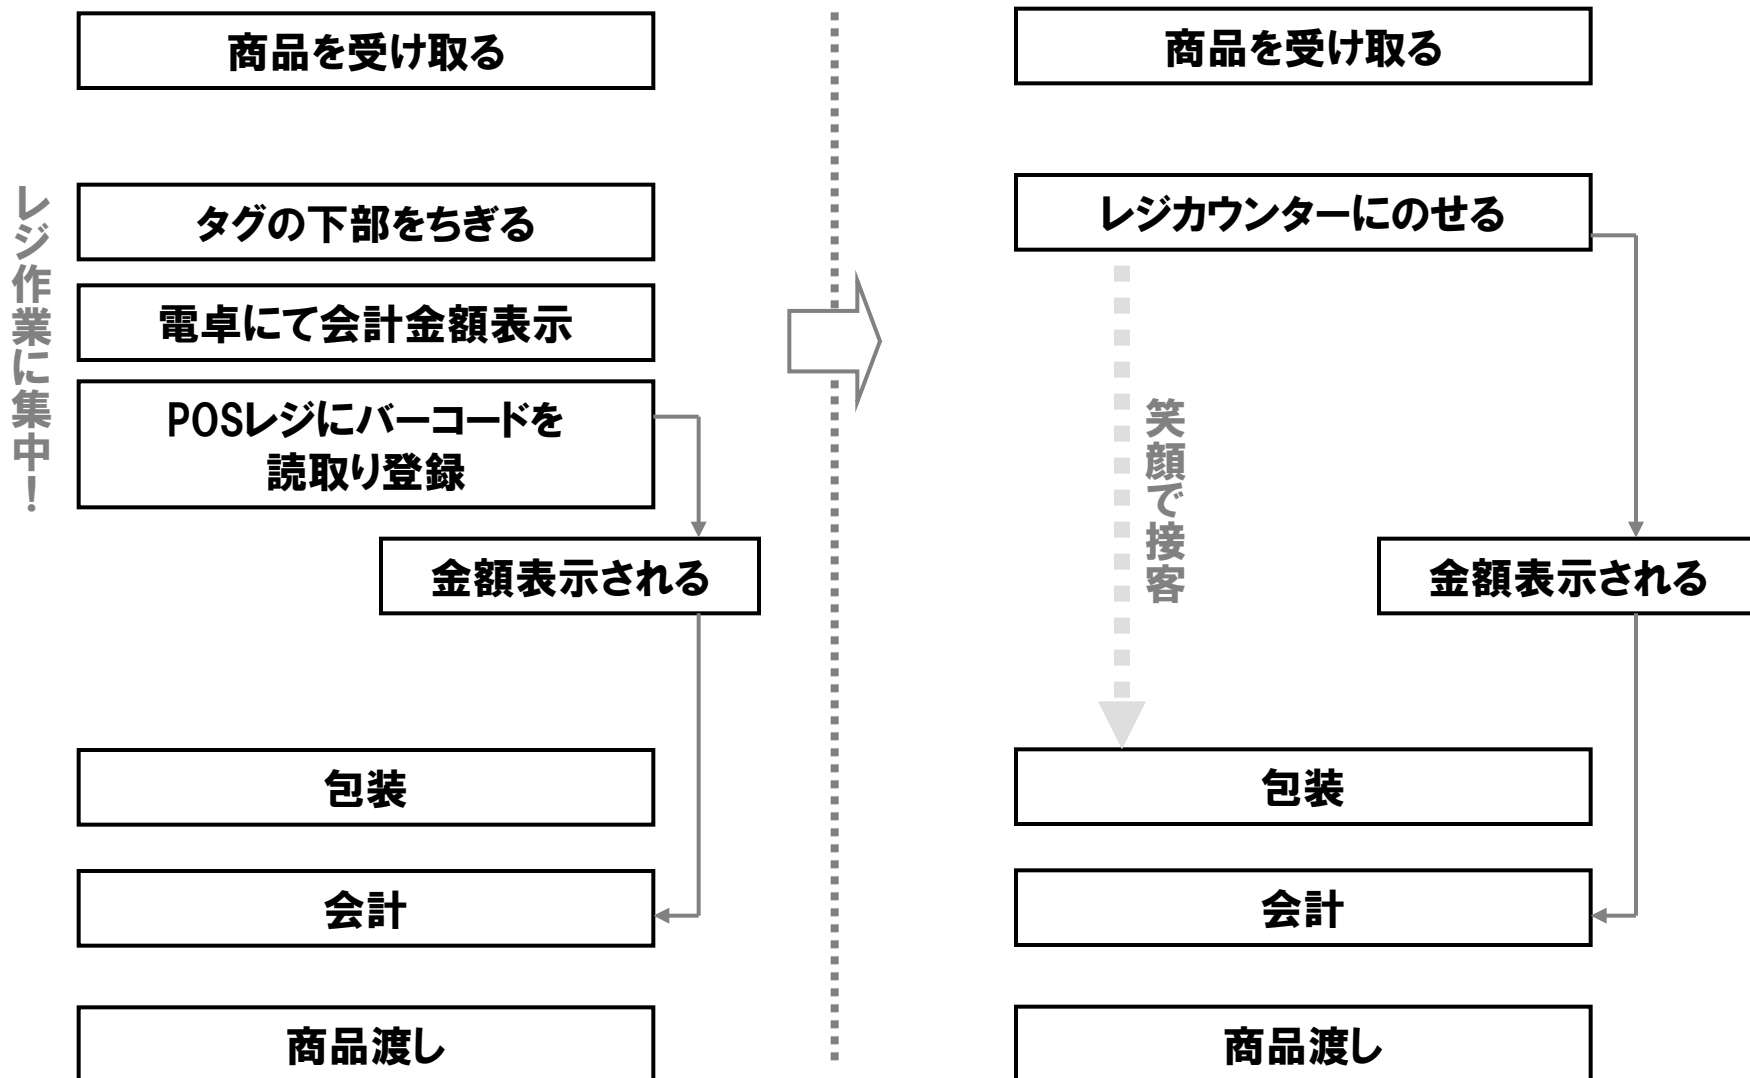 商品を受け取る
レジ作業に集中！
タグの下部をちぎる
電卓にて会計金額表示
POSレジにバーコードを
読取り登録
金額表示される
包装
会計
商品渡し
商品を受け取る
レジカウンターにのせる
笑顔で接客
金額表示される
包装
会計
商品渡し